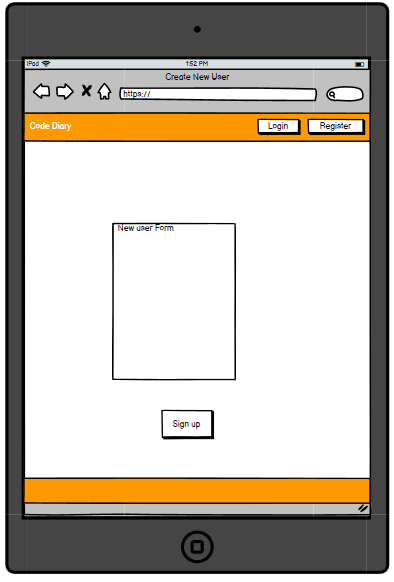 iPad 1:52 PM
Create New User
https://
Code Diary Login Register
New user Form
Sign up